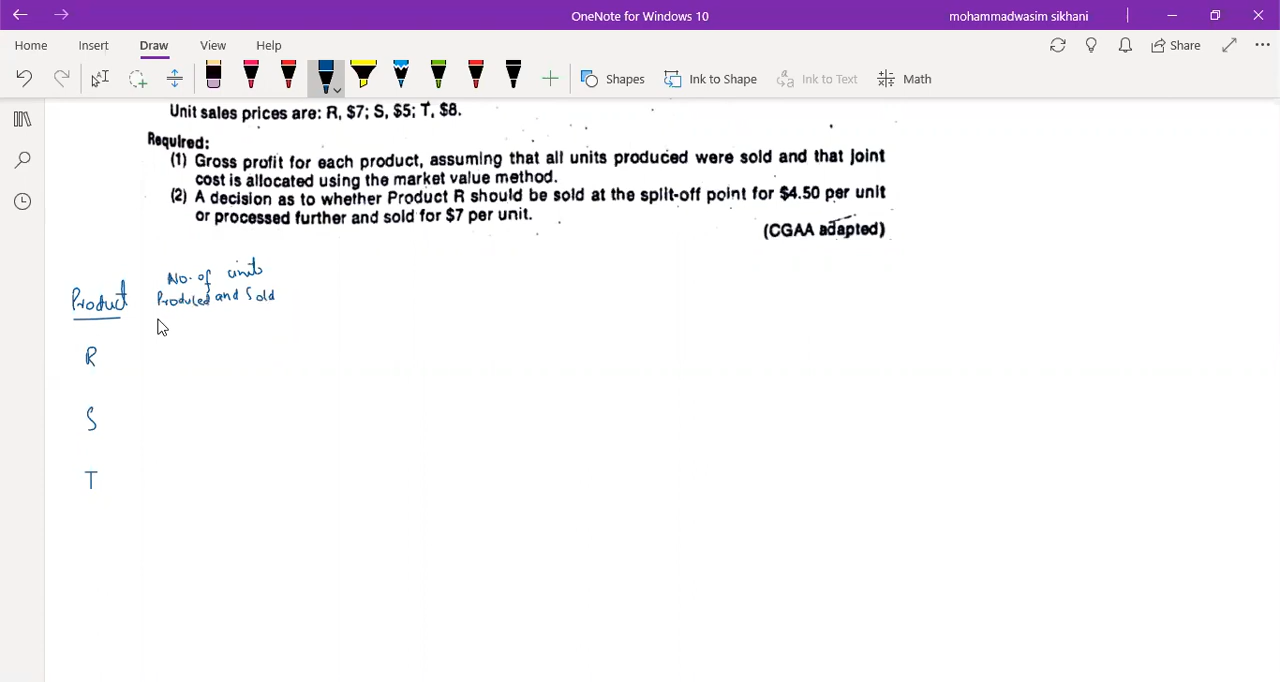 OneNote for Windows 10
mohammadwasim sikhani
Home Insert Draw View Help
Share
Shapes Ink to Shape Ink to Text Math
Unit sales prices are: R, $7; S, $5; T, $8.
Required:
(1) Gross profit for each product, assuming that all units produced were sold and that joint
cost is allocated using the market value method.
(2) A decision as to whether Product R should be sold at the split-off point for $4.50 per unit
or processed further and sold for $7 per unit.
(CGAA adapted)
No. of units
Product Produced and Sold
R
S
T